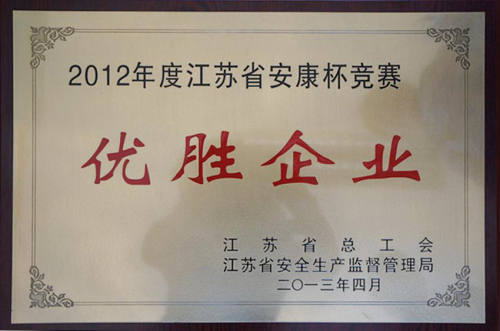 2012年度江苏省安康杯竞赛
优胜企业
江苏省总工会
江苏省安全生产监督管理局
二〇一三年四月